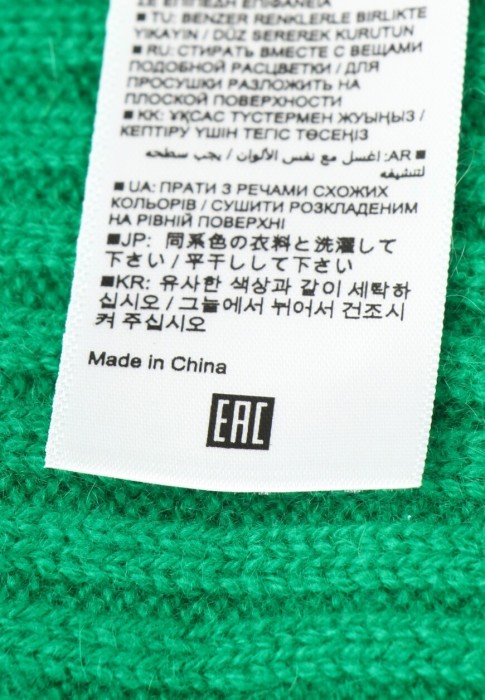 ΣΕ ΕΠΙΠΕΔΗ ΕΠΙΦΑΝΕΙΑ
■ TU: BENZER RENKLERLE BIRLIKTE
YIKAYIN / DÜZ SEREREK KURUTUN
■ RU: СТИРАТЬ ВМЕСТЕ С ВЕЩАМИ
ПОДОБНОЙ РАСЦВЕТКИ / ДЛЯ
ПРОСУШКИ РАЗЛОЖИТЬ НА
ПЛОСКОЙ ПОВЕРХНОСТИ
■ KK: ҰҚСАС ТҮСТЕРМЕН ЖУЫҢЫЗ /
КЕПТІРУ ҮШІН ТЕГІС ТӨСЕҢІЗ
■ AR: اغسل مع نفس الألوان / يجب سطحه
لتنشيفه
■ UA: ПРАТИ З РЕЧАМИ СХОЖИХ
КОЛЬОРІВ / СУШИТИ РОЗКЛАДЕНИМ
НА РІВНІЙ ПОВЕРХНІ
■JP: 同系色の衣料と洗濯して
下さい / 平干しして下さい
■KR: 유사한 색상과 같이 세탁하
십시오 / 그늘에서 뉘어서 건조시
켜 주십시오
Made in China
EAC